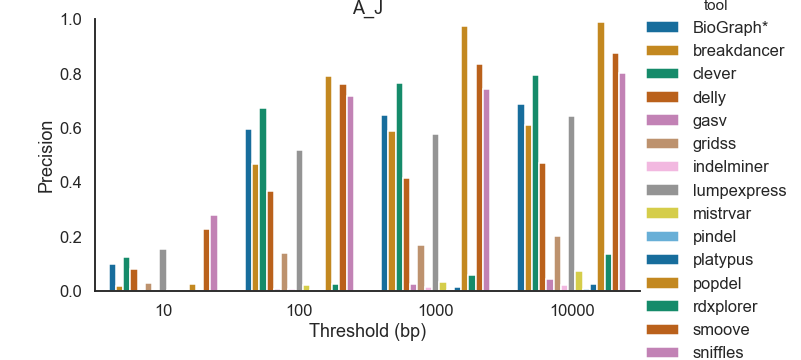 A_J
tool
BioGraph*
breakdancer
clever
delly
gasv
gridss
indelminer
lumpexpress
mistrvar
pindel
platypus
popdel
rdxplorer
smoove
sniffles
Precision
1.0
0.8
0.6
0.4
0.2
0.0
10
100
1000
10000
Threshold (bp)